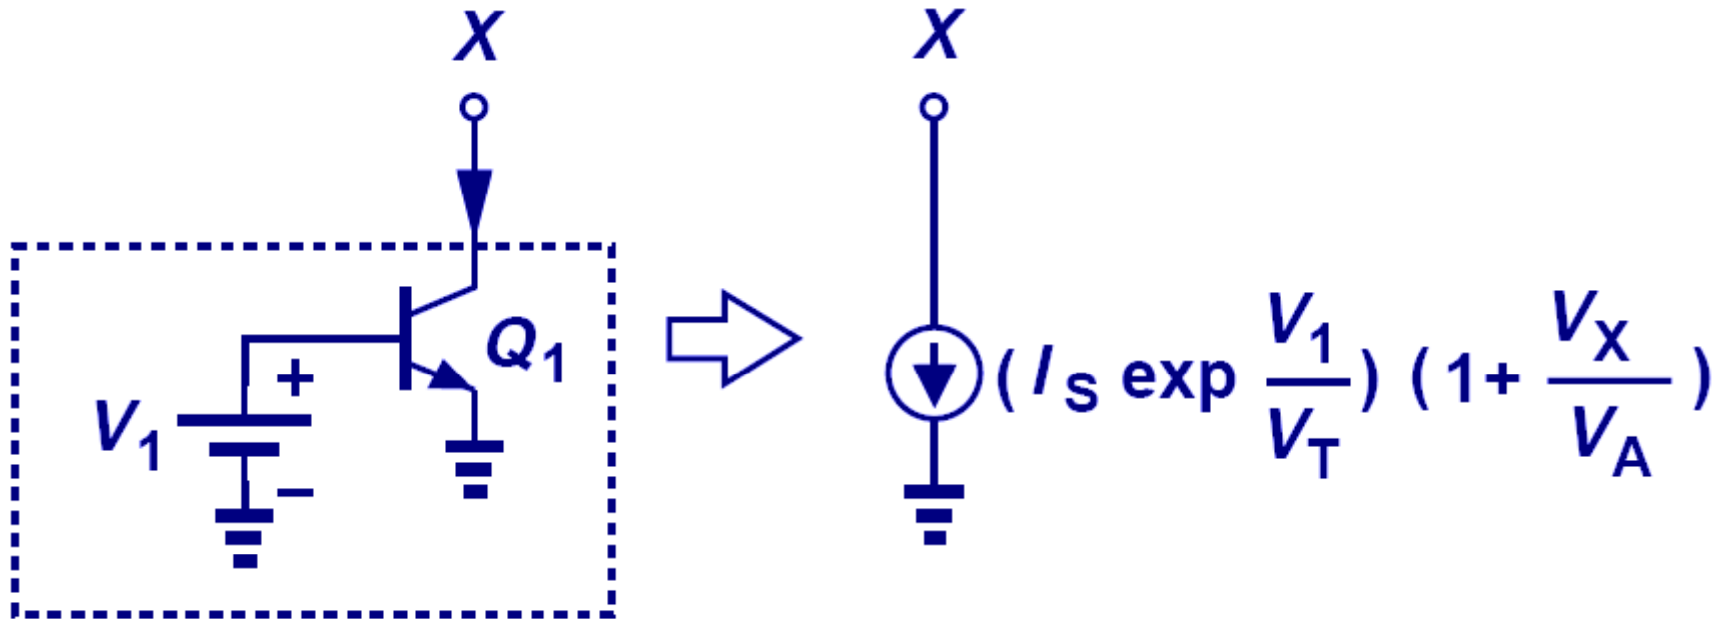 X
Q1
+
V1
−
X
( IS exp V1/VT ) ( 1+ VX/VA )